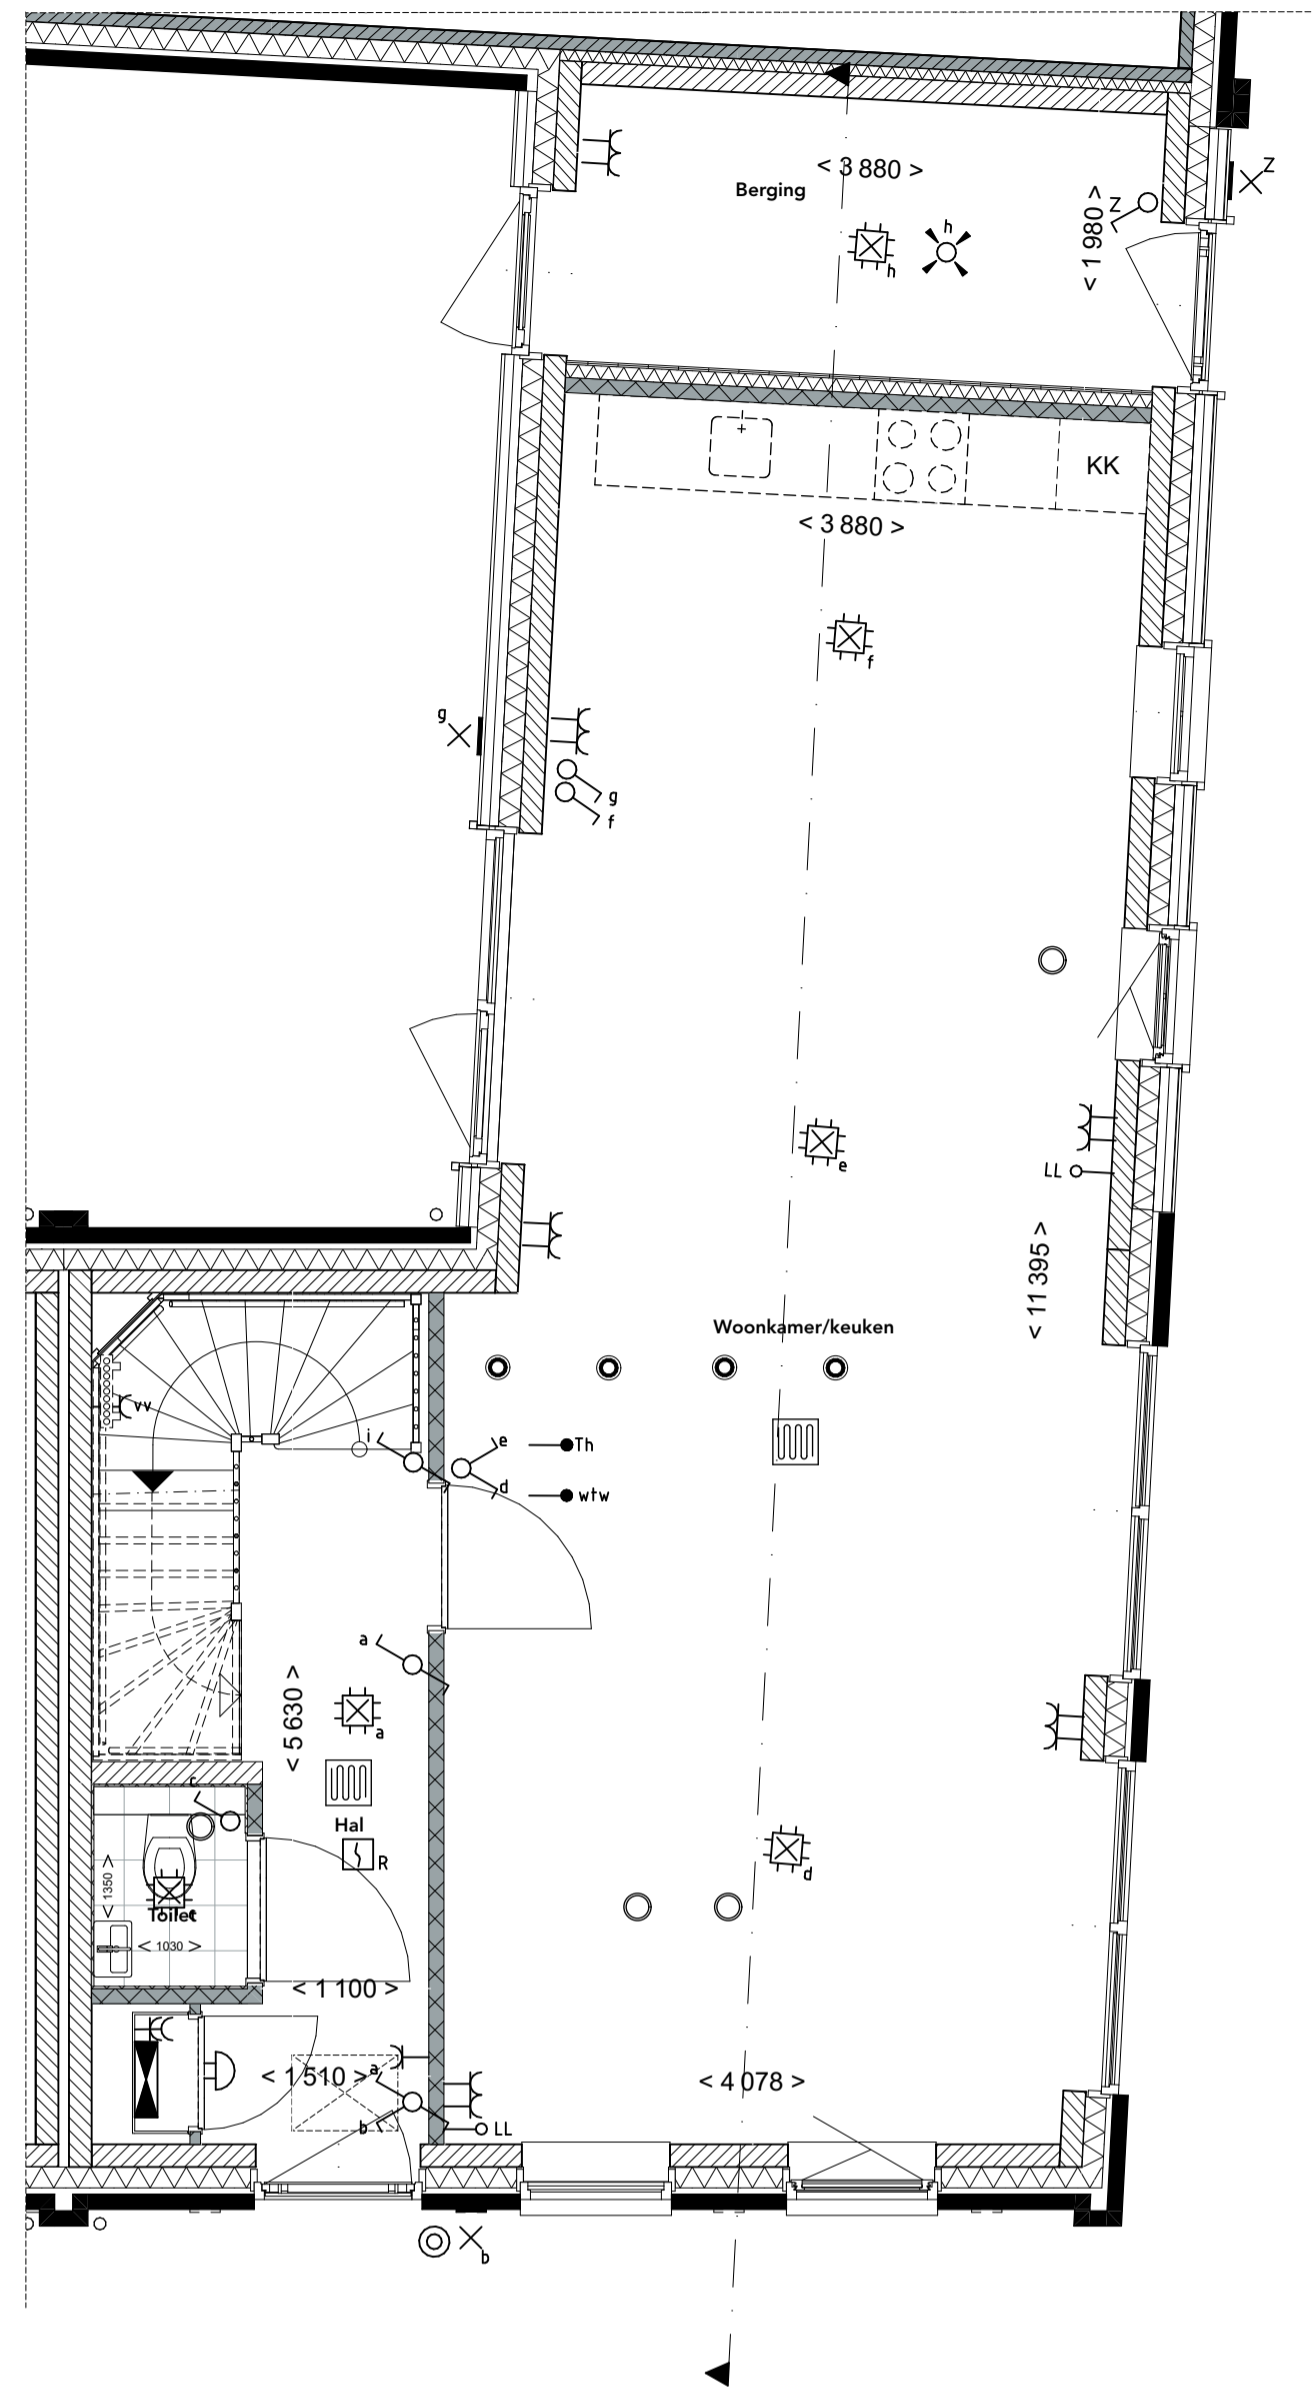 < 3 880 >
Berging
Z
Z
< 1 980 >
h
h
KK
< 3 880 >
f
g
g
f
e
LL
< 11 395 >
Woonkamer/keuken
vv
i
e
Th
d
wtw
a
< 5 630 >
a
c
Hal
R
d
< 1350 >
Toilet
c
< 1030 >
< 1 100 >
< 1 510 >
a
< 4 078 >
b
LL
b